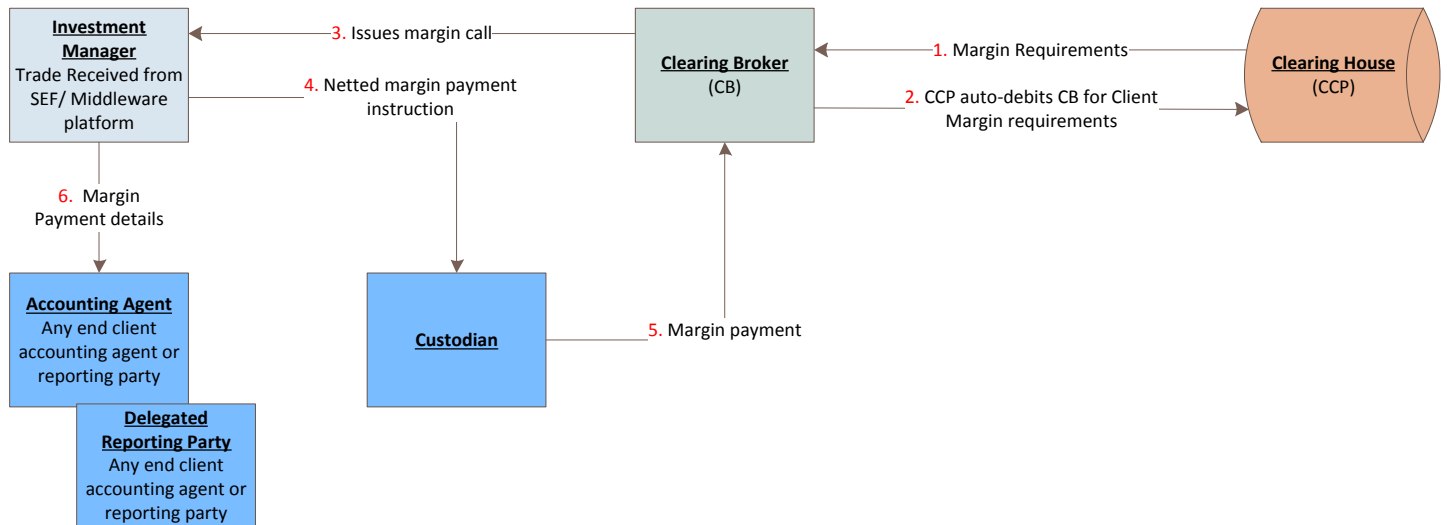 Investment
Manager
Trade Received from
SEF/ Middleware
platform
3. Issues margin call
4. Netted margin payment
instruction
Clearing Broker
(CB)
1. Margin Requirements
2. CCP auto-debits CB for Client
Margin requirements
Clearing House
(CCP)
6. Margin
Payment details
Accounting Agent
Any end client
accounting agent or
reporting party
Custodian
5. Margin payment
Delegated
Reporting Party
Any end client
accounting agent or
reporting party